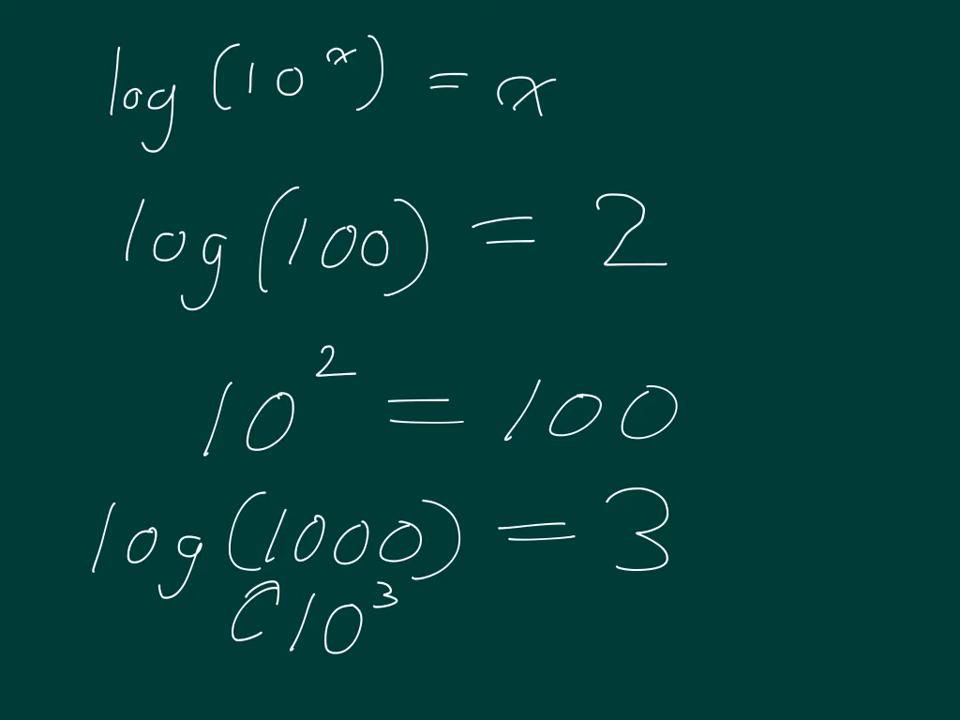 log(10^x) = x
log(100) = 2
10^2 = 100
log(1000) = 3
10^3